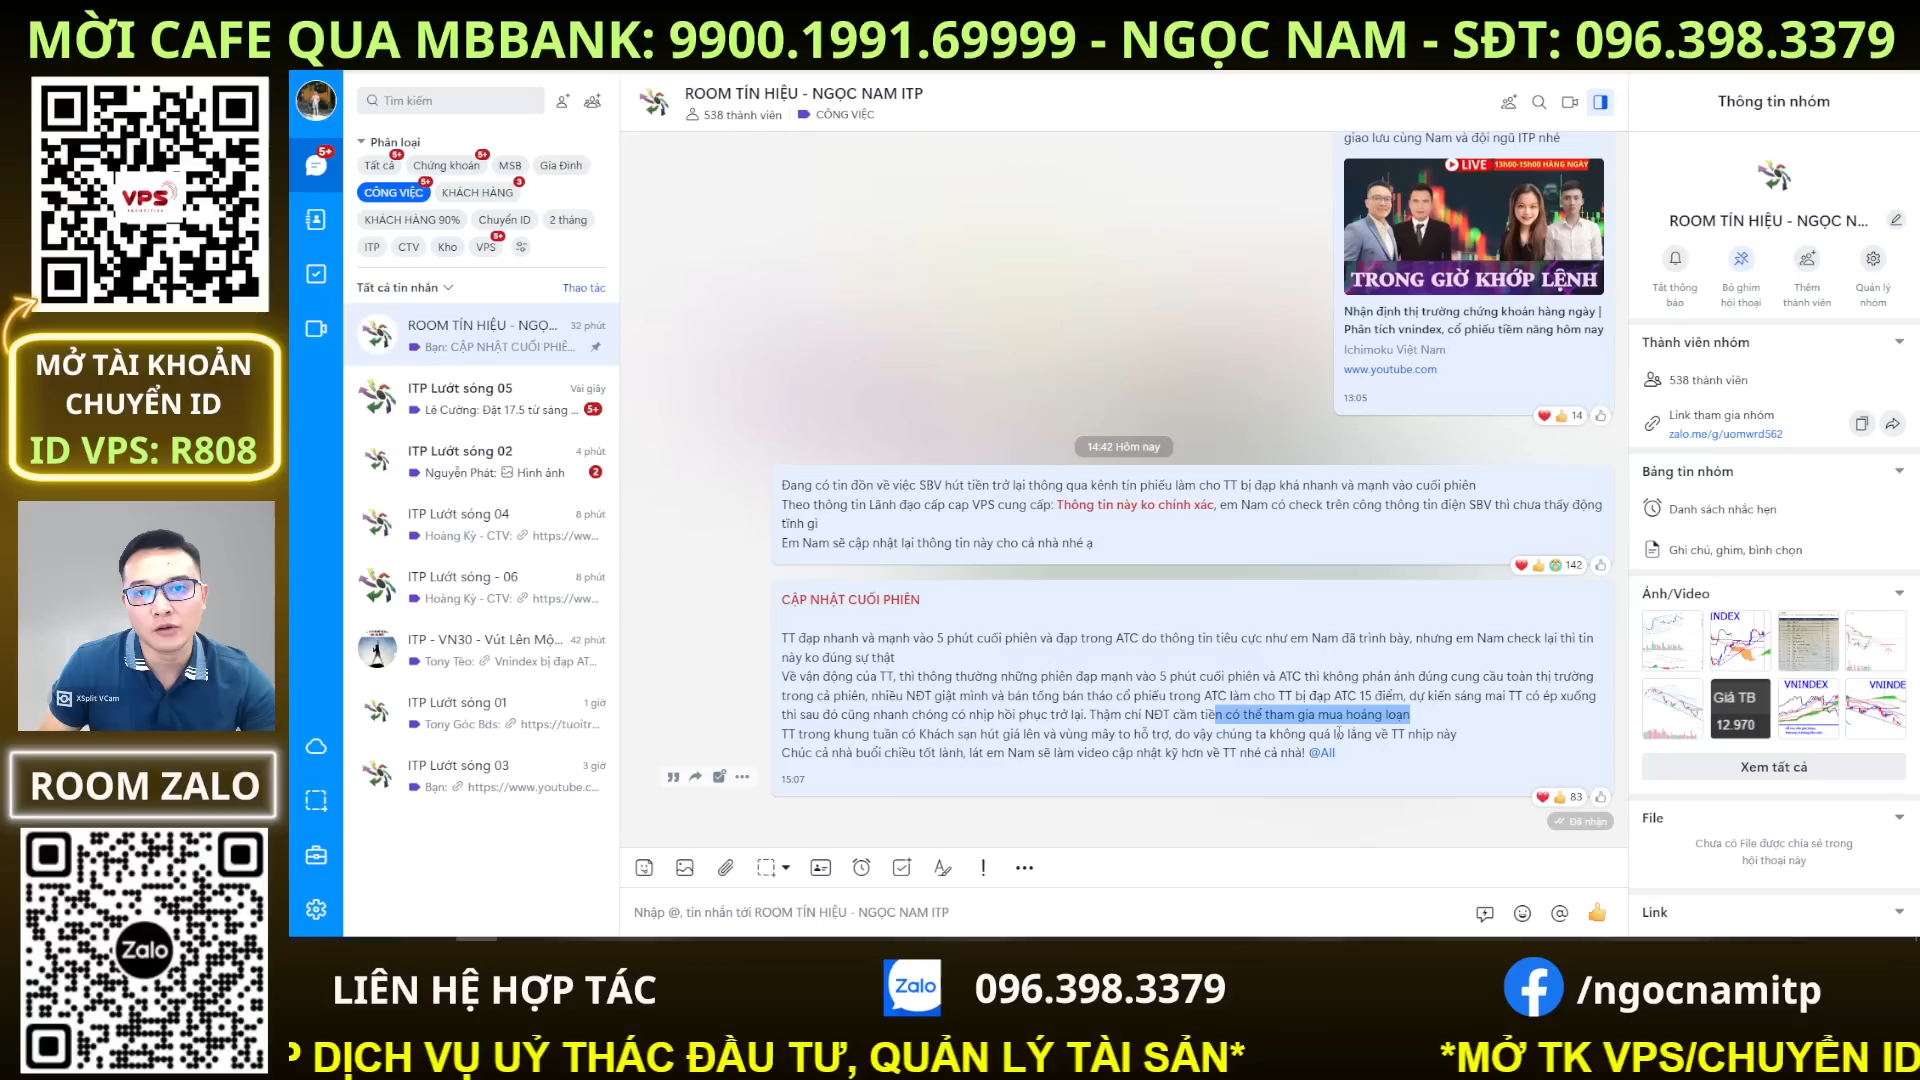 MỜI CAFE QUA MBBANK: 9900.1991.69999 - NGỌC NAM - SĐT: 096.398.3379
VPS
SECURITIES
MỞ TÀI KHOẢN
CHUYỂN ID
ID VPS: R808
XSplit VCam
ROOM ZALO
Zalo
Tìm kiếm
Phân loại
Tất cả 5+
Chứng khoán 5+
MSB
Gia Đình
CÔNG VIỆC 5+
KHÁCH HÀNG 3
KHÁCH HÀNG 90%
Chuyển ID
2 tháng
ITP
CTV
Kho
VPS 5+
Tất cả tin nhắn
Thao tác
5+
ROOM TÍN HIỆU - NGỌ... 32 phút
Bạn: CẬP NHẬT CUỐI PHIÊ...
ITP Lướt sóng 05 Vài giây
Lê Cường: Đặt 17.5 từ sáng ... 5+
ITP Lướt sóng 02 4 phút
Nguyễn Phát: Hình ảnh 2
ITP Lướt sóng 04 8 phút
Hoàng Kỳ - CTV: https://ww...
ITP Lướt sóng - 06 8 phút
Hoàng Kỳ - CTV: https://ww...
ITP - VN30 - Vút Lên Mộ... 42 phút
Tony Tèo: Vnindex bị đạp AT...
ITP Lướt sóng 01 1 giờ
Tony Góc Bds: https://tuoitr...
ITP Lướt sóng 03 3 giờ
Bạn: https://www.youtube.c...
ROOM TÍN HIỆU - NGỌC NAM ITP
538 thành viên CÔNG VIỆC
giao lưu cùng Nam và đội ngũ ITP nhé
LIVE 13h00-15h00 HÀNG NGÀY
TRONG GIỜ KHỚP LỆNH
Nhận định thị trường chứng khoán hàng ngày |
Phân tích vnindex, cổ phiếu tiềm năng hôm nay
Ichimoku Việt Nam
www.youtube.com
13:05
14
14:42 Hôm nay
Đang có tin đồn về việc SBV hút tiền trở lại thông qua kênh tín phiếu làm cho TT bị đạp khá nhanh và mạnh vào cuối phiên
Theo thông tin Lãnh đạo cấp cap VPS cung cấp: Thông tin này ko chính xác, em Nam có check trên công thông tin điện SBV thì chưa thấy động
tĩnh gì
Em Nam sẽ cập nhật lại thông tin này cho cả nhà nhé ạ
142
CẬP NHẬT CUỐI PHIÊN
TT đạp nhanh và mạnh vào 5 phút cuối phiên và đạp trong ATC do thông tin tiêu cực như em Nam đã trình bày, nhưng em Nam check lại thì tin
này ko đúng sự thật
Về vận động của TT, thì thông thường những phiên đạp mạnh vào 5 phút cuối phiên và ATC thì không phản ánh đúng cung cầu toàn thị trường
trong cả phiên, nhiều NĐT giật mình và bán tống bán tháo cổ phiếu trong ATC làm cho TT bị đạp ATC 15 điểm, dự kiến sáng mai TT có ép xuống
thì sau đó cũng nhanh chóng có nhịp hồi phục trở lại. Thậm chí NĐT cầm tiền có thể tham gia mua hoảng loạn
TT trong khung tuần có Khách sạn hút giá lên và vùng mây to hỗ trợ, do vậy chúng ta không quá lo lắng về TT nhịp này
Chúc cả nhà buổi chiều tốt lành, lát em Nam sẽ làm video cập nhật kỹ hơn về TT nhé cả nhà! @All
15:07
83
Đã nhận
Nhập @, tin nhắn tới ROOM TÍN HIỆU - NGỌC NAM ITP
Thông tin nhóm
ROOM TÍN HIỆU - NGỌC N...
Tắt thông
báo
Bỏ ghim
hội thoại
Thêm
thành viên
Quản lý
nhóm
Thành viên nhóm
538 thành viên
Link tham gia nhóm
zalo.me/g/uomwrd562
Bảng tin nhóm
Danh sách nhắc hẹn
Ghi chú, ghim, bình chọn
Ảnh/Video
INDEX
Giá TB
12.970
VNINDEX
VNINDE
Xem tất cả
File
Chưa có File được chia sẻ trong
hội thoại này
Link
LIÊN HỆ HỢP TÁC
Zalo
096.398.3379
/ngocnamitp
P DỊCH VỤ UỶ THÁC ĐẦU TƯ, QUẢN LÝ TÀI SẢN*
*MỞ TK VPS/CHUYỂN ID